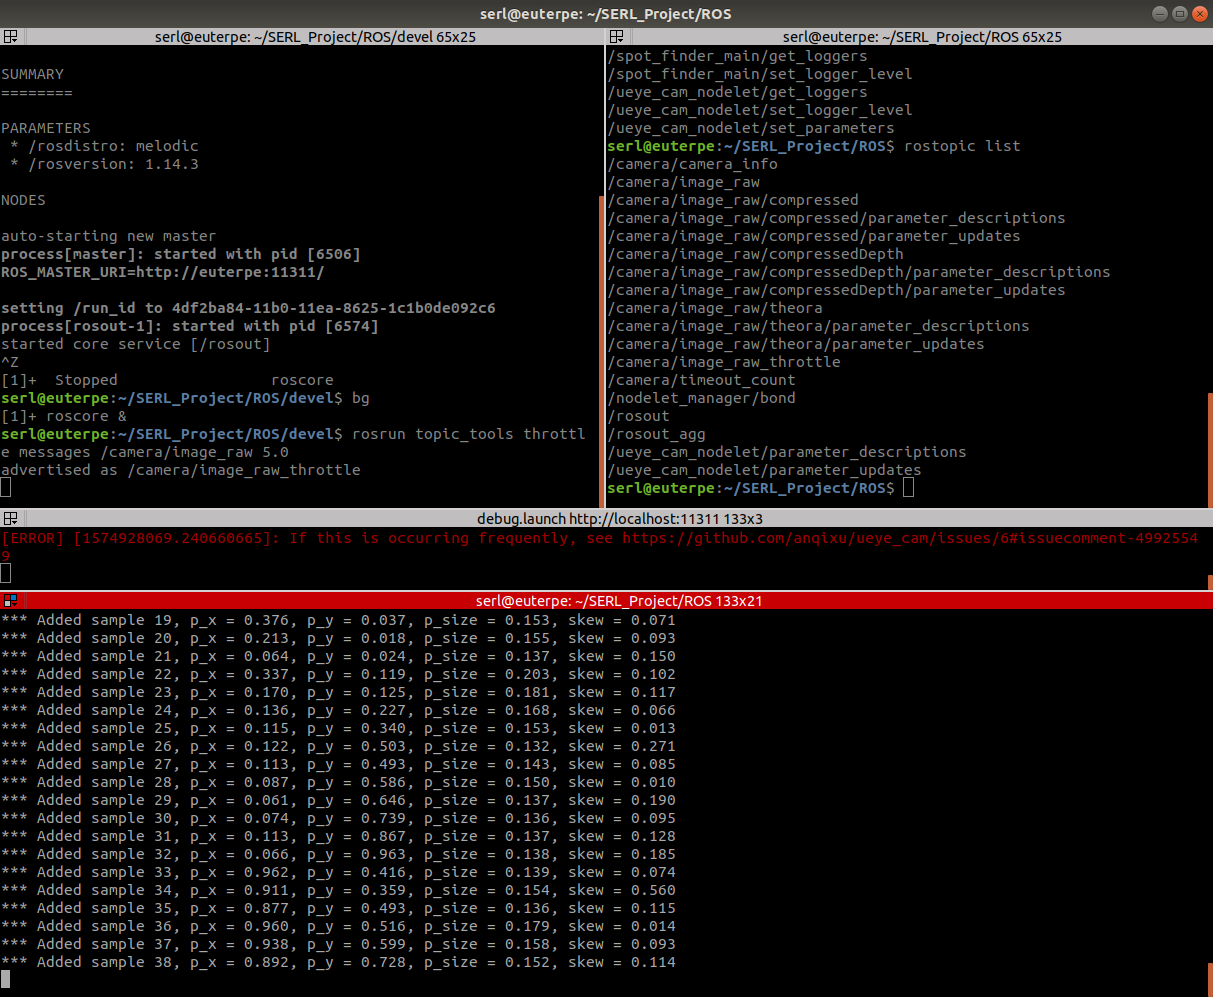 serl@euterpe: ~/SERL_Project/ROS
serl@euterpe: ~/SERL_Project/ROS/devel 65x25
SUMMARY
========
PARAMETERS
* /rosdistro: melodic
* /rosversion: 1.14.3
NODES
auto-starting new master
process[master]: started with pid [6506]
ROS_MASTER_URI=http://euterpe:11311/
setting /run_id to 4df2ba84-11b0-11ea-8625-1c1b0de092c6
process[rosout-1]: started with pid [6574]
started core service [/rosout]
^Z
[1]+  Stopped                 roscore
serl@euterpe:~/SERL_Project/ROS/devel$ bg
[1]+ roscore &
serl@euterpe:~/SERL_Project/ROS/devel$ rosrun topic_tools throttl
e messages /camera/image_raw 5.0
advertised as /camera/image_raw_throttle
serl@euterpe: ~/SERL_Project/ROS 65x25
/spot_finder_main/get_loggers
/spot_finder_main/set_logger_level
/ueye_cam_nodelet/get_loggers
/ueye_cam_nodelet/set_logger_level
/ueye_cam_nodelet/set_parameters
serl@euterpe:~/SERL_Project/ROS$ rostopic list
/camera/camera_info
/camera/image_raw
/camera/image_raw/compressed
/camera/image_raw/compressed/parameter_descriptions
/camera/image_raw/compressed/parameter_updates
/camera/image_raw/compressedDepth
/camera/image_raw/compressedDepth/parameter_descriptions
/camera/image_raw/compressedDepth/parameter_updates
/camera/image_raw/theora
/camera/image_raw/theora/parameter_descriptions
/camera/image_raw/theora/parameter_updates
/camera/image_raw_throttle
/camera/timeout_count
/nodelet_manager/bond
/rosout
/rosout_agg
/ueye_cam_nodelet/parameter_descriptions
/ueye_cam_nodelet/parameter_updates
serl@euterpe:~/SERL_Project/ROS$
debug.launch http://localhost:11311 133x3
[ERROR] [1574928069.240660665]: If this is occurring frequently, see https://github.com/anqixu/ueye_cam/issues/6#issuecomment-4992554
9
serl@euterpe: ~/SERL_Project/ROS 133x21
*** Added sample 19, p_x = 0.376, p_y = 0.037, p_size = 0.153, skew = 0.071
*** Added sample 20, p_x = 0.213, p_y = 0.018, p_size = 0.155, skew = 0.093
*** Added sample 21, p_x = 0.064, p_y = 0.024, p_size = 0.137, skew = 0.150
*** Added sample 22, p_x = 0.337, p_y = 0.119, p_size = 0.203, skew = 0.102
*** Added sample 23, p_x = 0.170, p_y = 0.125, p_size = 0.181, skew = 0.117
*** Added sample 24, p_x = 0.136, p_y = 0.227, p_size = 0.168, skew = 0.066
*** Added sample 25, p_x = 0.115, p_y = 0.340, p_size = 0.153, skew = 0.013
*** Added sample 26, p_x = 0.122, p_y = 0.503, p_size = 0.132, skew = 0.271
*** Added sample 27, p_x = 0.113, p_y = 0.493, p_size = 0.143, skew = 0.085
*** Added sample 28, p_x = 0.087, p_y = 0.586, p_size = 0.150, skew = 0.010
*** Added sample 29, p_x = 0.061, p_y = 0.646, p_size = 0.137, skew = 0.190
*** Added sample 30, p_x = 0.074, p_y = 0.739, p_size = 0.136, skew = 0.095
*** Added sample 31, p_x = 0.113, p_y = 0.867, p_size = 0.137, skew = 0.128
*** Added sample 32, p_x = 0.066, p_y = 0.963, p_size = 0.138, skew = 0.185
*** Added sample 33, p_x = 0.962, p_y = 0.416, p_size = 0.139, skew = 0.074
*** Added sample 34, p_x = 0.911, p_y = 0.359, p_size = 0.154, skew = 0.560
*** Added sample 35, p_x = 0.877, p_y = 0.493, p_size = 0.136, skew = 0.115
*** Added sample 36, p_x = 0.960, p_y = 0.516, p_size = 0.179, skew = 0.014
*** Added sample 37, p_x = 0.938, p_y = 0.599, p_size = 0.158, skew = 0.093
*** Added sample 38, p_x = 0.892, p_y = 0.728, p_size = 0.152, skew = 0.114